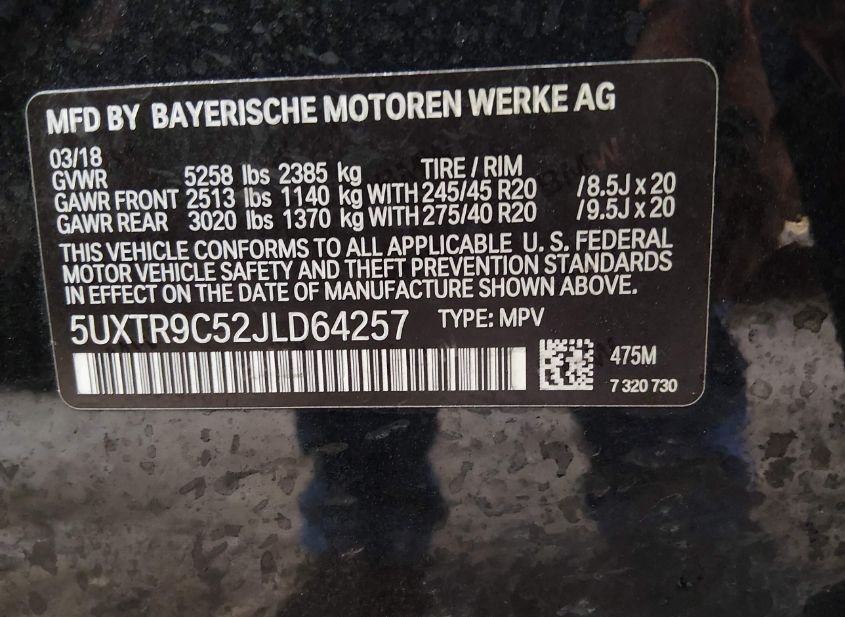 MFD BY BAYERISCHE MOTOREN WERKE AG
03/18 TIRE / RIM
GVWR 5258 lbs 2385 kg
GAWR FRONT 2513 lbs 1140 kg WITH 245/45 R20 /8.5J x 20
GAWR REAR 3020 lbs 1370 kg WITH 275/40 R20 /9.5J x 20
THIS VEHICLE CONFORMS TO ALL APPLICABLE U. S. FEDERAL
MOTOR VEHICLE SAFETY AND THEFT PREVENTION STANDARDS
IN EFFECT ON THE DATE OF MANUFACTURE SHOWN ABOVE.
5UXTR9C52JLD64257 TYPE: MPV
475M
7 320 730